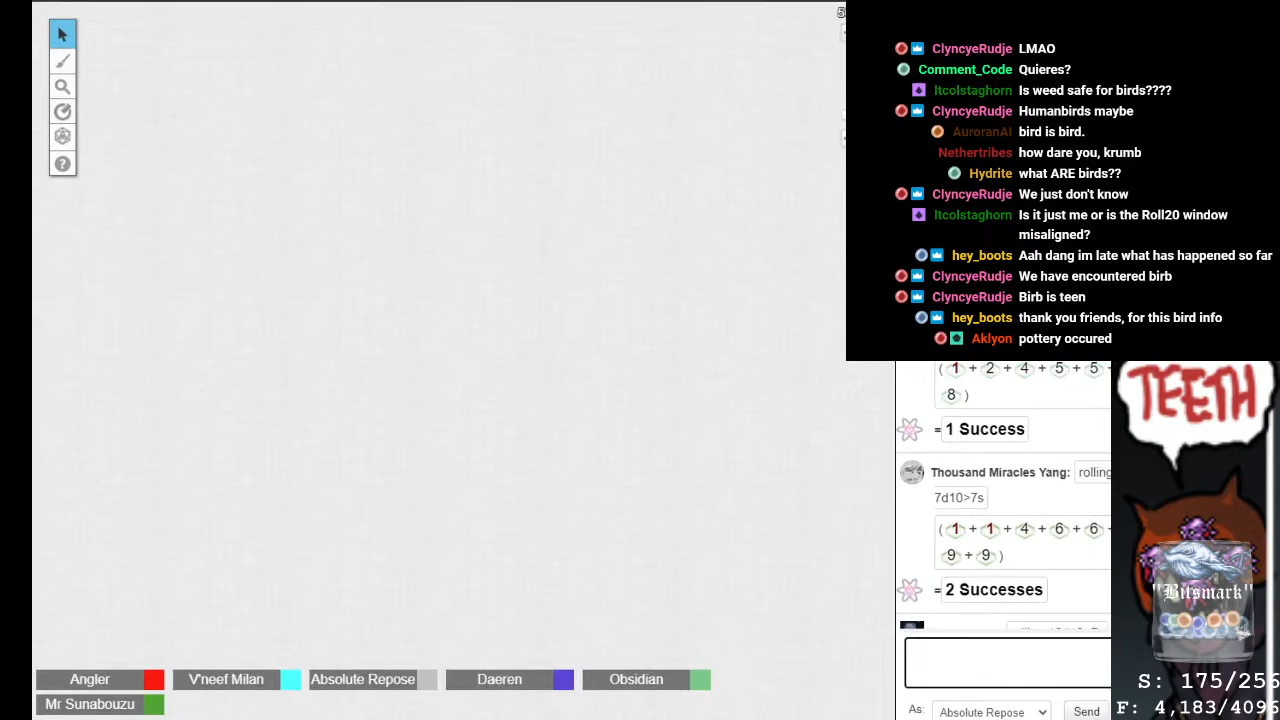 5
ClyncyeRudje LMAO
Comment_Code Quieres?
ltcolstaghorn Is weed safe for birds????
ClyncyeRudje Humanbirds maybe
AuroranAI bird is bird.
Nethertribes how dare you, krumb
Hydrite what ARE birds??
ClyncyeRudje We just don't know
ltcolstaghorn Is it just me or is the Roll20 window
misaligned?
hey_boots Aah dang im late what has happened so far
ClyncyeRudje We have encountered birb
ClyncyeRudje Birb is teen
hey_boots thank you friends, for this bird info
Aklyon pottery occured
( 1 + 2 + 4 + 5 + 5 +
8 )
= 1 Success
Thousand Miracles Yang: rolling
7d10>7s
( 1 + 1 + 4 + 6 + 6 +
9 + 9 )
= 2 Successes
TEETH
"Bitsmark"
S: 175/256
F: 4,183/4096
As: Absolute Repose Send
Angler V'neef Milan Absolute Repose Daeren Obsidian
Mr Sunabouzu